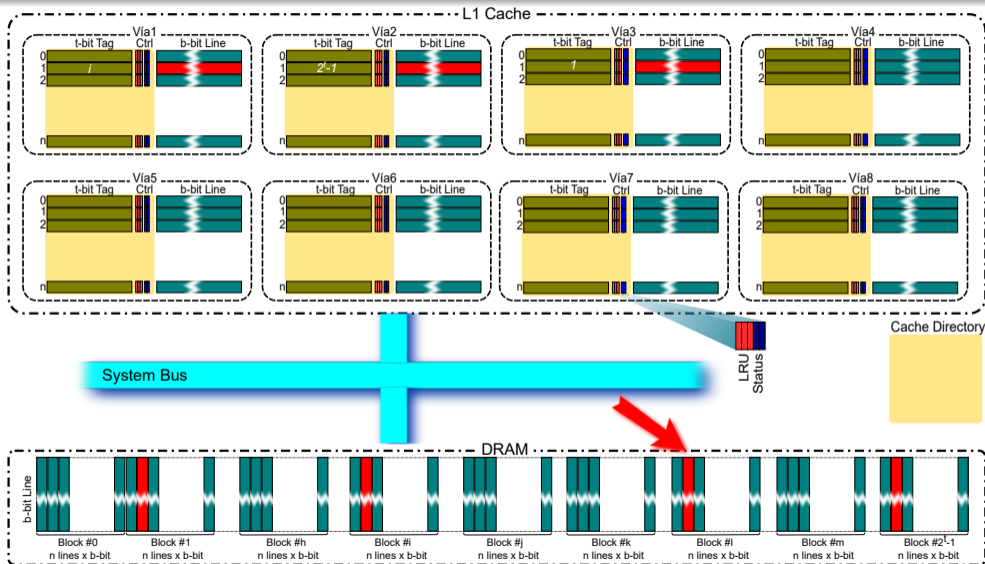 L1 Cache
Vía1
t-bit Tag Ctrl b-bit Line
0
1 i
2
n
Vía2
t-bit Tag Ctrl b-bit Line
0
1 2^t-1
2
n
Vía3
t-bit Tag Ctrl b-bit Line
0
1 1
2
n
Vía4
t-bit Tag Ctrl b-bit Line
0
1
2
n
Vía5
t-bit Tag Ctrl b-bit Line
0
1
2
n
Vía6
t-bit Tag Ctrl b-bit Line
0
1
2
n
Vía7
t-bit Tag Ctrl b-bit Line
0
1
2
n
Vía8
t-bit Tag Ctrl b-bit Line
0
1
2
n
LRU
Status
Cache Directory
System Bus
DRAM
b-bit Line
Block #0
n lines x b-bit
Block #1
n lines x b-bit
Block #h
n lines x b-bit
Block #i
n lines x b-bit
Block #j
n lines x b-bit
Block #k
n lines x b-bit
Block #l
n lines x b-bit
Block #m
n lines x b-bit
Block #2^t-1
n lines x b-bit